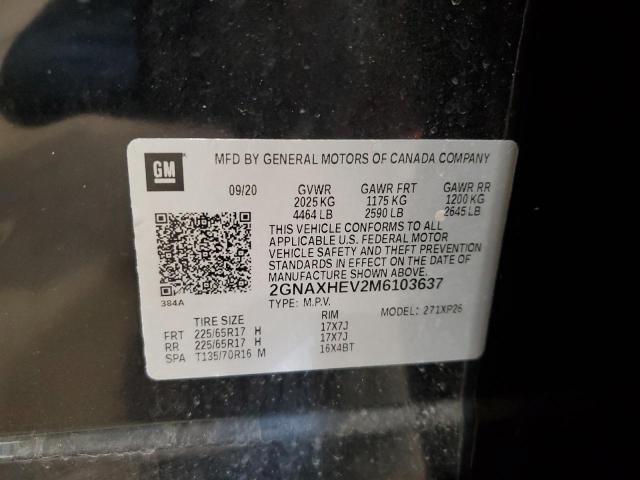 GM
MFD BY GENERAL MOTORS OF CANADA COMPANY
09/20 GVWR GAWR FRT GAWR RR
2025 KG 1175 KG 1200 KG
4464 LB 2590 LB 2645 LB
THIS VEHICLE CONFORMS TO ALL
APPLICABLE U.S. FEDERAL MOTOR
VEHICLE SAFETY AND THEFT PREVENTION
STANDARDS IN EFFECT ON THE DATE OF
MANUFACTURE SHOWN ABOVE.
384A 2GNAXHEV2M6103637
TYPE: M.P.V. MODEL: 271XP26
TIRE SIZE RIM
FRT 225/65R17 H 17X7J
RR 225/65R17 H 17X7J
SPA T135/70R16 M 16X4BT